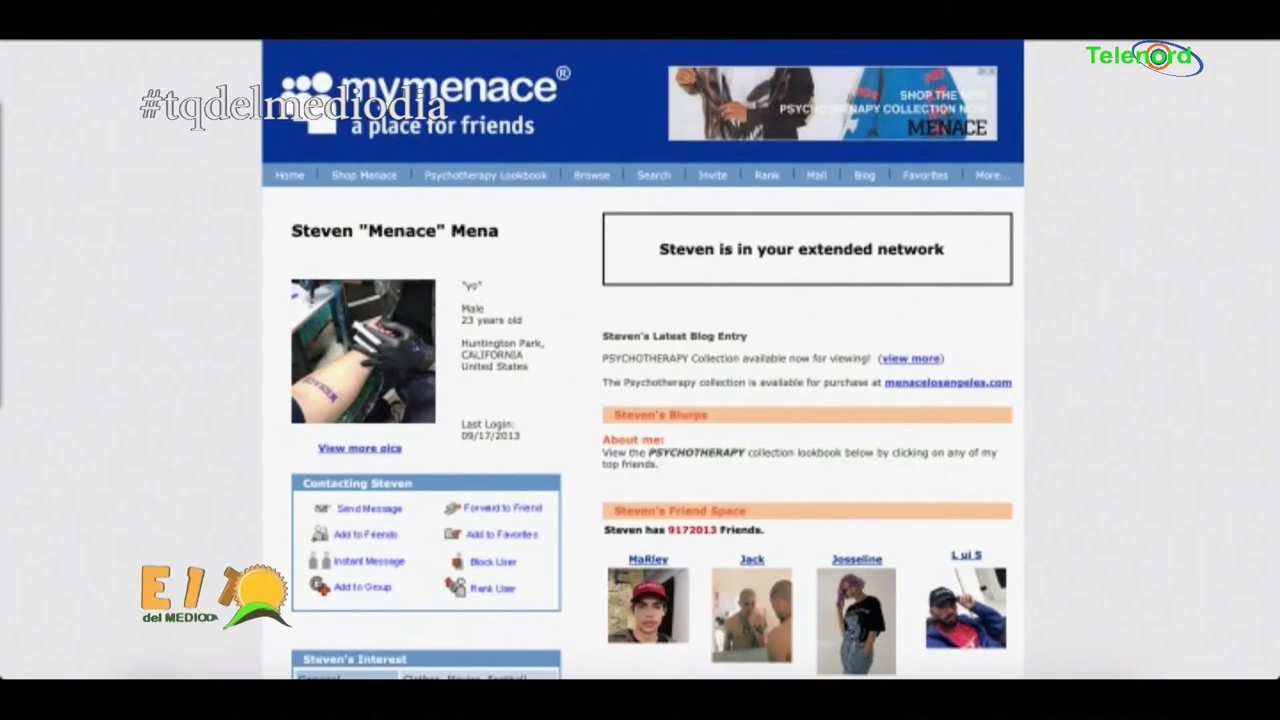 Telenord
#tqdelmediodia
mymenace®
a place for friends
SHOP THE NEW
PSYCHOTHERAPY COLLECTION NOW
MENACE
Home | Shop Menace | Psychotherapy Lookbook | Browse | Search | Invite | Rank | Mail | Blog | Favorites | More...
Steven "Menace" Mena
"yo"
Male
23 years old
Huntington Park,
CALIFORNIA
United States
Last Login:
09/17/2013
View more pics
Contacting Steven
Send Message
Forward to Friend
Add to Friends
Add to Favorites
Instant Message
Block User
Add to Group
Rank User
Steven's Interest
General
Clothes, Movies, Football
Steven is in your extended network
Steven's Latest Blog Entry
PSYCHOTHERAPY Collection available now for viewing! (view more)
The Psychotherapy collection is available for purchase at menacelosangeles.com
Steven's Blurps
About me:
View the PSYCHOTHERAPY collection lookbook below by clicking on any of my
top friends.
Steven's Friend Space
Steven has 9172013 Friends.
MaRley
Jack
Josseline
L ui S
del MEDIODIA